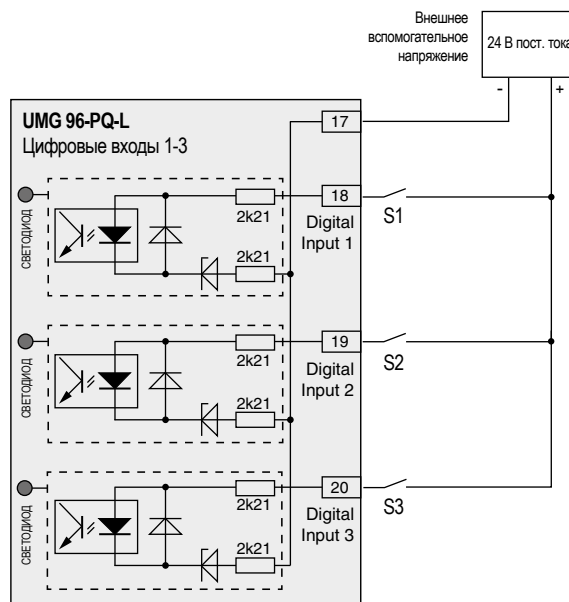 Внешнее
вспомогательное
напряжение
24 В пост. тока
- +
UMG 96-PQ-L
Цифровые входы 1-3
17
СВЕТОДИОД
2k21
2k21
18
Digital
Input 1
S1
СВЕТОДИОД
2k21
2k21
19
Digital
Input 2
S2
СВЕТОДИОД
2k21
2k21
20
Digital
Input 3
S3